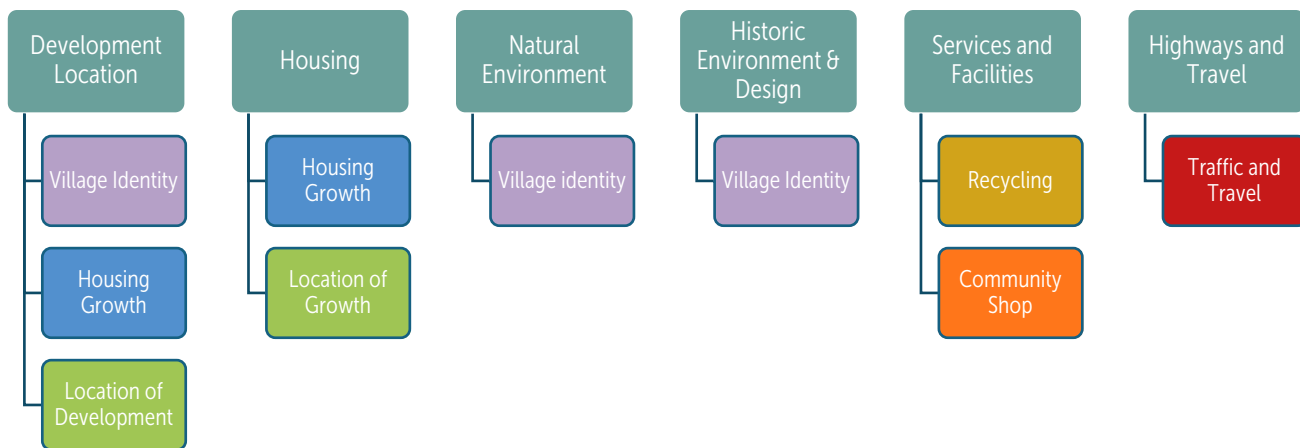 Development
Location
Village Identity
Housing
Growth
Location of
Development
Housing
Housing
Growth
Location of
Growth
Natural
Environment
Village identity
Historic
Environment &
Design
Village Identity
Services and
Facilities
Recycling
Community
Shop
Highways and
Travel
Traffic and
Travel